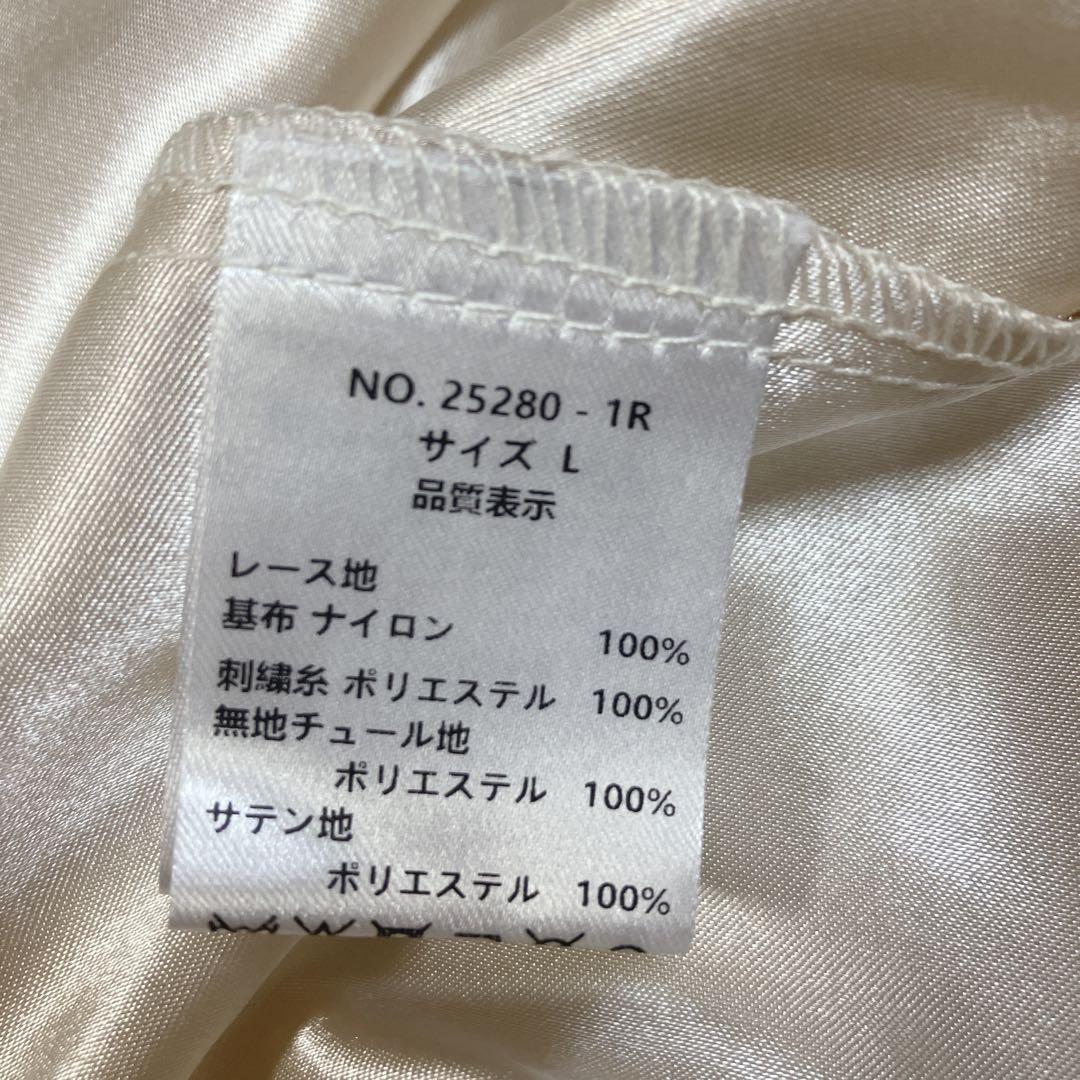 NO. 25280 - 1R
サイズ L
品質表示
レース地
基布 ナイロン 100%
刺繍糸 ポリエステル 100%
無地チュール地
ポリエステル 100%
サテン地
ポリエステル 100%